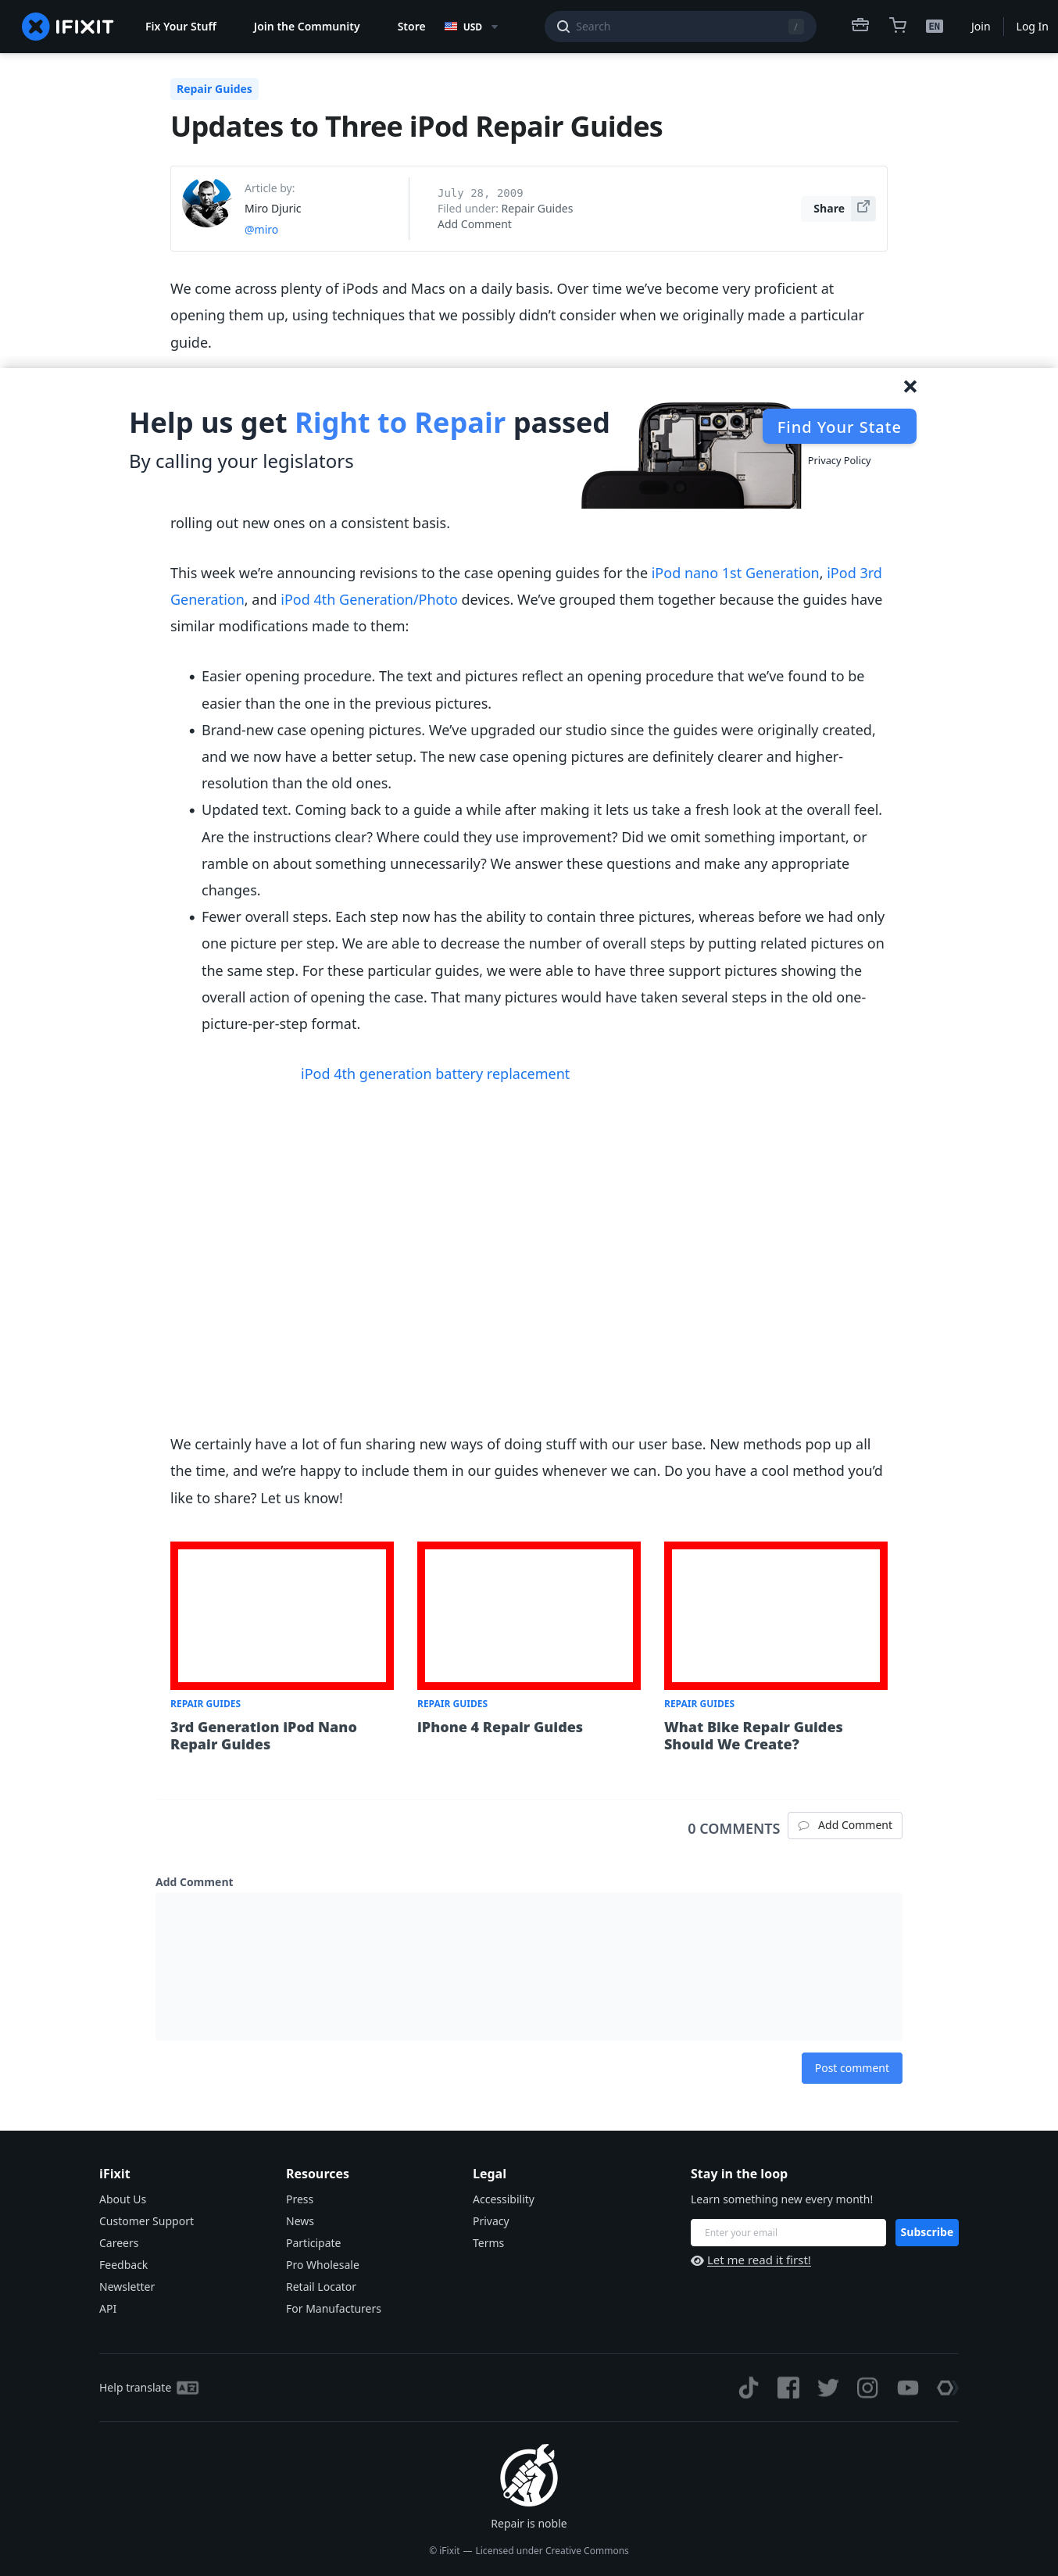 IFIXIT
Fix Your Stuff
Join the Community
Store
USD
Search
/
EN
Join
Log In
Repair Guides
Updates to Three iPod Repair Guides
Article by:
Miro Djuric
@miro
July 28, 2009
Filed under: Repair Guides
Add Comment
Share
We come across plenty of iPods and Macs on a daily basis. Over time we’ve become very proficient at
opening them up, using techniques that we possibly didn’t consider when we originally made a particular
guide.
Help us get Right to Repair passed
By calling your legislators
Find Your State
Privacy Policy
rolling out new ones on a consistent basis.
This week we’re announcing revisions to the case opening guides for the iPod nano 1st Generation, iPod 3rd
Generation, and iPod 4th Generation/Photo devices. We’ve grouped them together because the guides have
similar modifications made to them:
• Easier opening procedure. The text and pictures reflect an opening procedure that we’ve found to be
easier than the one in the previous pictures.
• Brand-new case opening pictures. We’ve upgraded our studio since the guides were originally created,
and we now have a better setup. The new case opening pictures are definitely clearer and higher-
resolution than the old ones.
• Updated text. Coming back to a guide a while after making it lets us take a fresh look at the overall feel.
Are the instructions clear? Where could they use improvement? Did we omit something important, or
ramble on about something unnecessarily? We answer these questions and make any appropriate
changes.
• Fewer overall steps. Each step now has the ability to contain three pictures, whereas before we had only
one picture per step. We are able to decrease the number of overall steps by putting related pictures on
the same step. For these particular guides, we were able to have three support pictures showing the
overall action of opening the case. That many pictures would have taken several steps in the old one-
picture-per-step format.
iPod 4th generation battery replacement
We certainly have a lot of fun sharing new ways of doing stuff with our user base. New methods pop up all
the time, and we’re happy to include them in our guides whenever we can. Do you have a cool method you’d
like to share? Let us know!
REPAIR GUIDES
3rd Generation iPod Nano
Repair Guides
REPAIR GUIDES
iPhone 4 Repair Guides
REPAIR GUIDES
What Bike Repair Guides
Should We Create?
0 COMMENTS
Add Comment
Add Comment
Post comment
iFixit
About Us
Customer Support
Careers
Feedback
Newsletter
API
Resources
Press
News
Participate
Pro Wholesale
Retail Locator
For Manufacturers
Legal
Accessibility
Privacy
Terms
Stay in the loop
Learn something new every month!
Enter your email
Subscribe
Let me read it first!
Help translate
Repair is noble
© iFixit — Licensed under Creative Commons